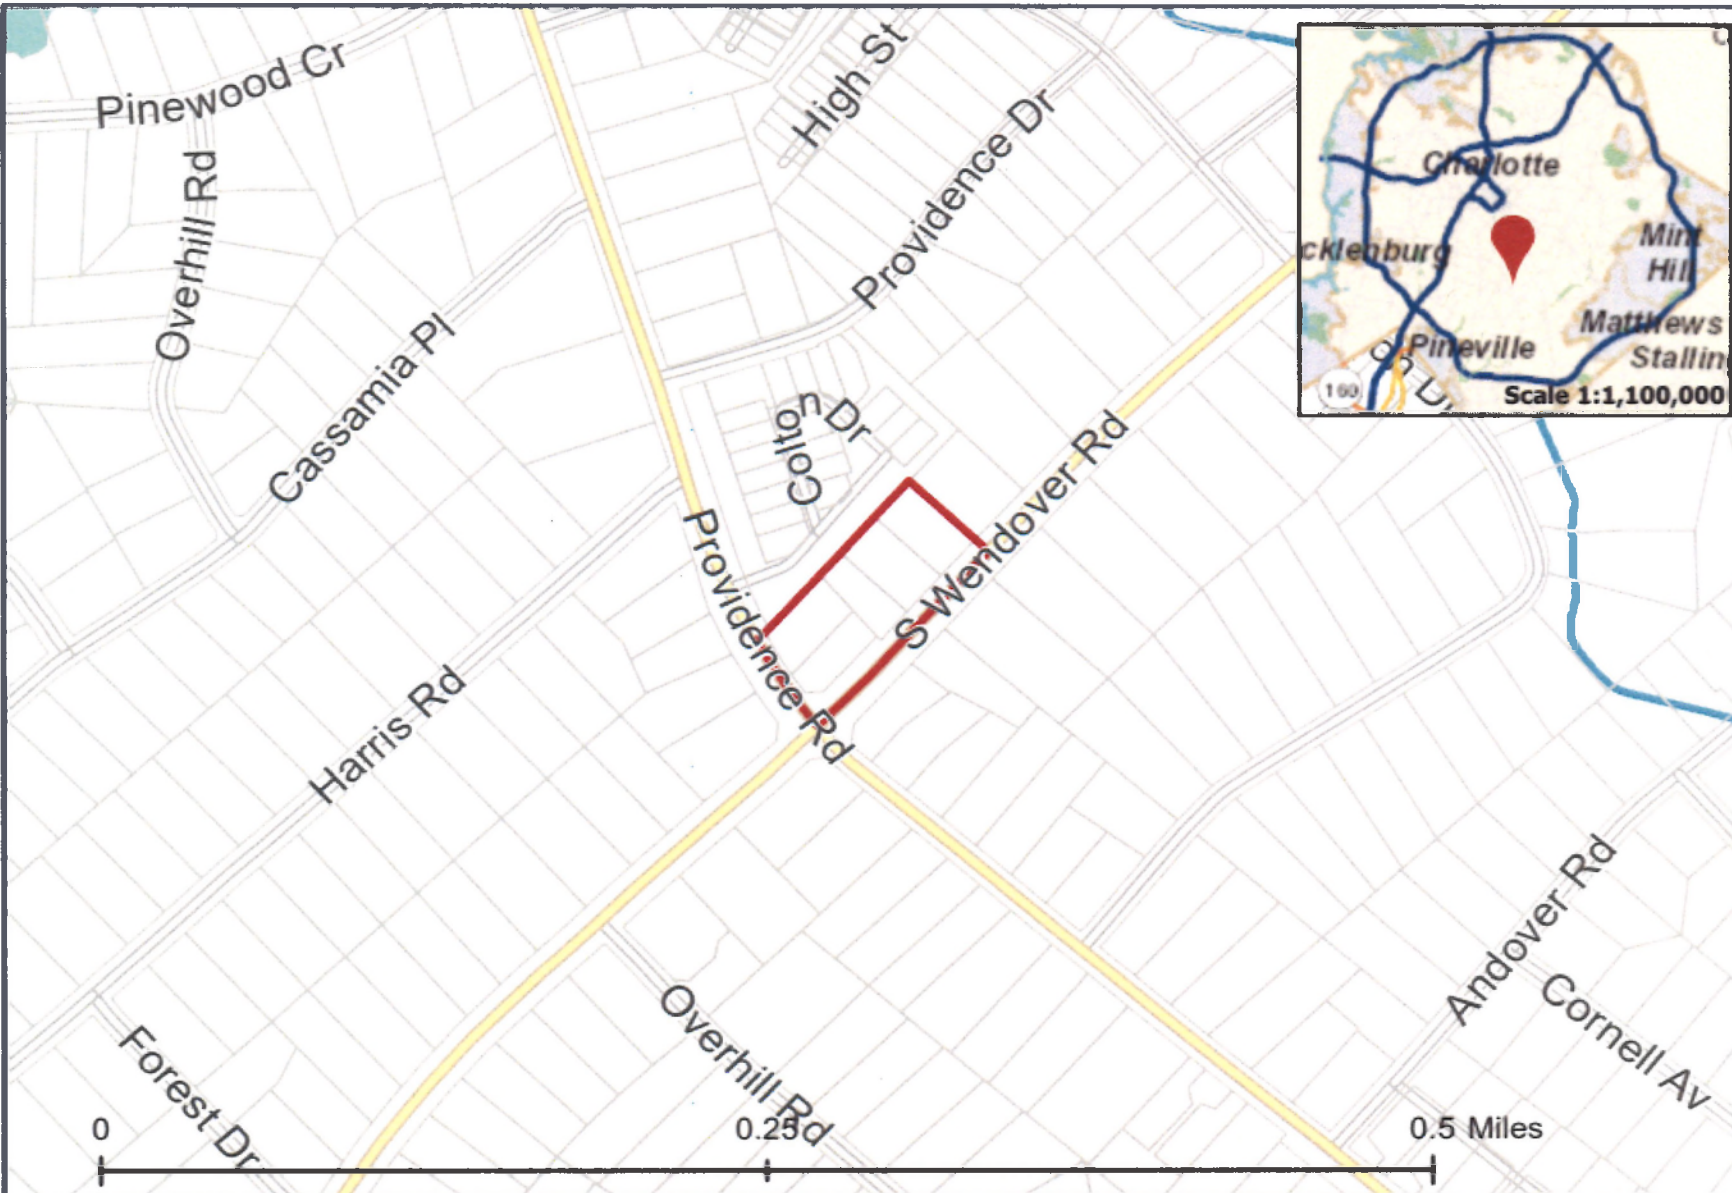 Pinewood Cr
High St
Overhill Rd
Providence Dr
Cassamia Pl
Colton Dr
S Wendover Rd
Providence Rd
Harris Rd
Andover Rd
Cornell Av
Overhill Rd
Forest Dr
0
0.25
0.5 Miles
Charlotte
cklenburg
Mint
Hill
Matthews
Pineville
Stallin
160
Scale 1:1,100,000